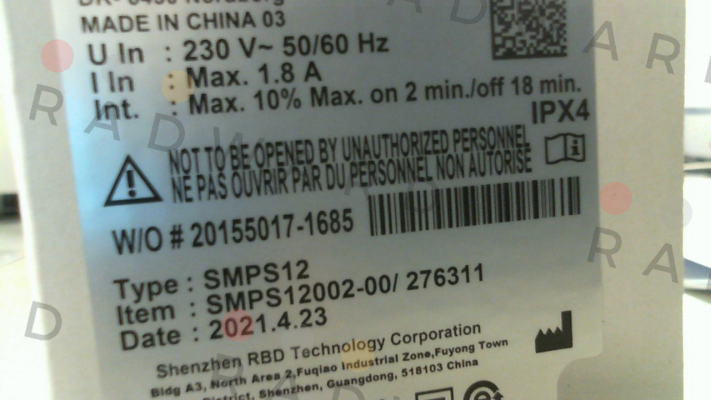 DK- 6430 Nordborg
MADE IN CHINA 03
U In : 230 V~ 50/60 Hz
I In : Max. 1.8 A
Int. : Max. 10% Max. on 2 min./off 18 min.
IPX4
NOT TO BE OPENED BY UNAUTHORIZED PERSONNEL
NE PAS OUVRIR PAR DU PERSONNEL NON AUTORISE
W/O # 20155017-1685
Type : SMPS12
Item : SMPS12002-00/ 276311
Date : 2021.4.23
Shenzhen RBD Technology Corporation
Bldg A3, North Area 2,Fuqiao Industrial Zone,Fuyong Town
District, Shenzhen, Guangdong, 518103 China